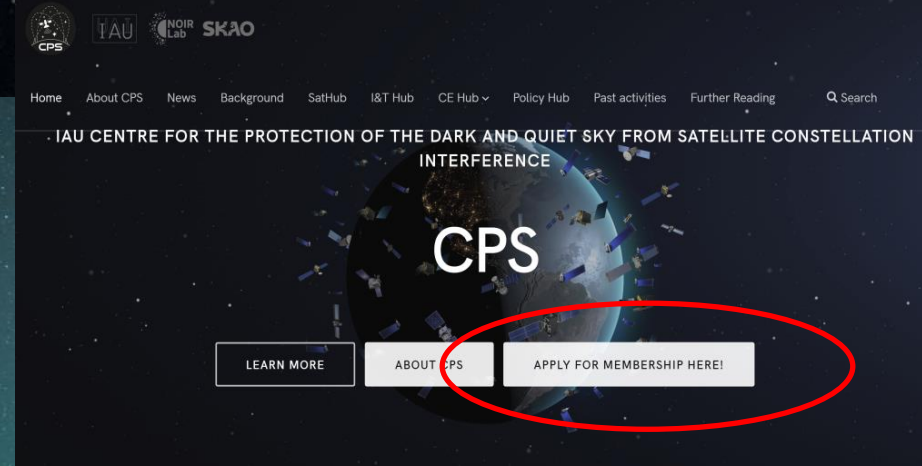 CPS
IAU
NOIR
Lab
SKAO
Home About CPS News Background SatHub I&T Hub CE Hub Policy Hub Past activities Further Reading Search
IAU CENTRE FOR THE PROTECTION OF THE DARK AND QUIET SKY FROM SATELLITE CONSTELLATION
INTERFERENCE
CPS
LEARN MORE ABOUT CPS APPLY FOR MEMBERSHIP HERE!